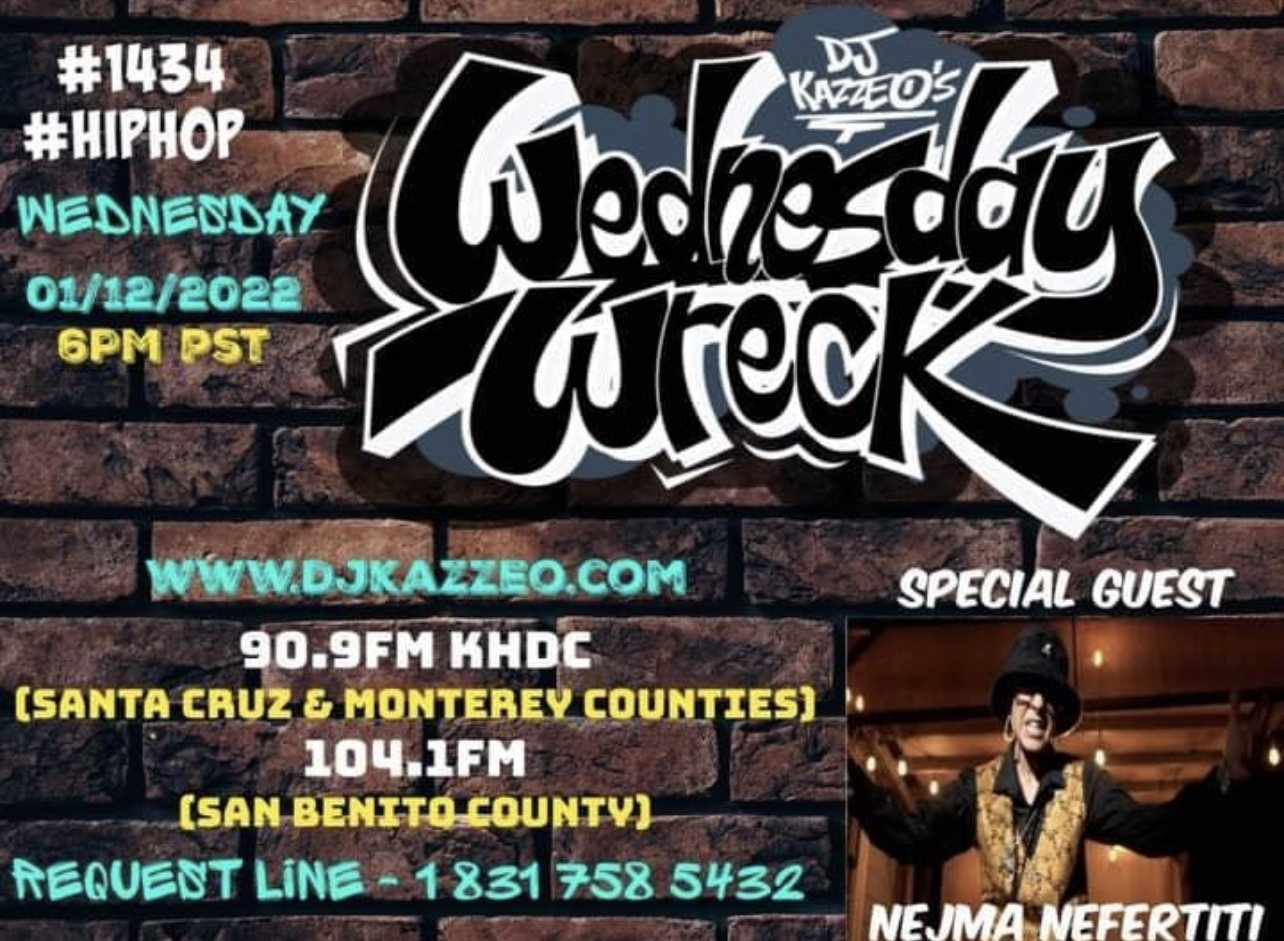 #1434
#HIPHOP
WEDNESDAY
01/12/2022
6PM PST
DJ
KAZZEO'S
Wednesday
Wreck
WWW.DJKAZZEO.COM
90.9FM KHDC
(SANTA CRUZ & MONTEREY COUNTIES)
104.1FM
(SAN BENITO COUNTY)
REQUEST LINE - 1 831 758 5432
SPECIAL GUEST
NEJMA NEFERTITI